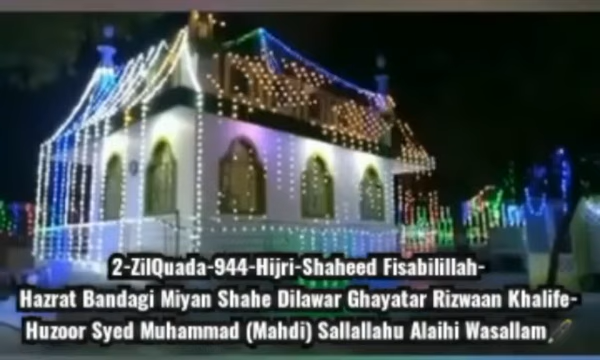 2-ZilQuada-944-Hijri-Shaheed Fisabilillah-
Hazrat Bandagi Miyan Shahe Dilawar Ghayatar Rizwaan Khalife-
Huzoor Syed Muhammad (Mahdi) Sallallahu Alaihi Wasallam